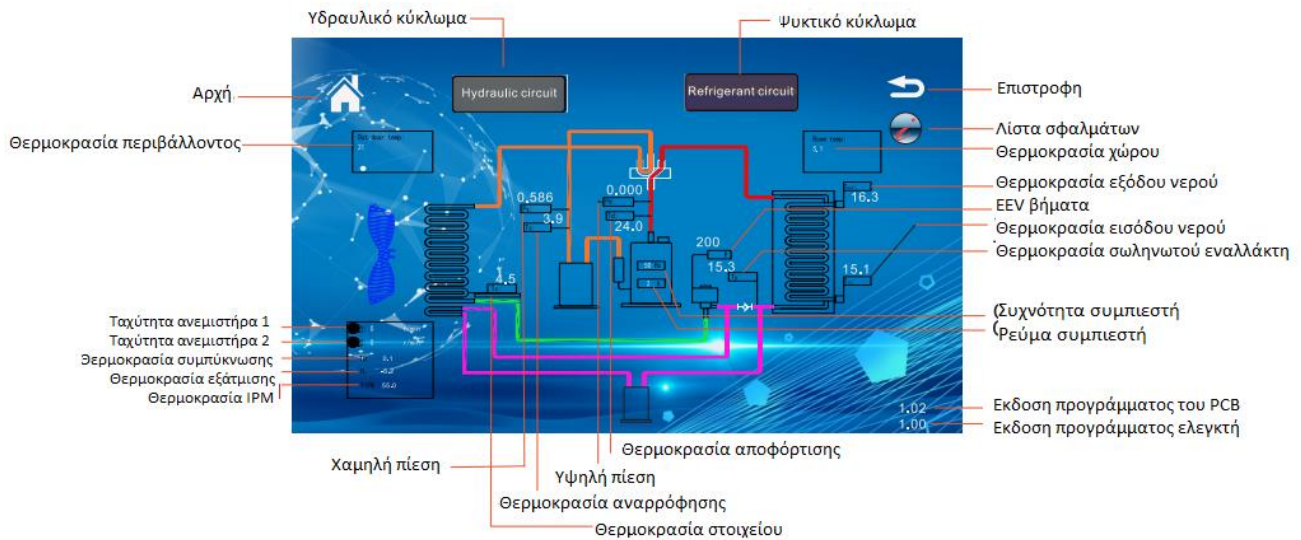 Υδραυλικό κύκλωμα
Ψυκτικό κύκλωμα
Hydraulic circuit
Refrigerant circuit
Αρχή
Επιστροφη
Λίστα σφαλμάτων
Θερμοκρασία περιβάλλοντος
Θερμοκρασία χώρου
Θερμοκρασία εξόδου νερού
EEV βήματα
Θερμοκρασία εισόδου νερού
Θερμοκρασία σωληνωτού εναλλάκτη
0.586
3.9
0.000
24.0
200
15.3
16.3
15.1
4.5
Συχνότητα συμπιεστή
Ρεύμα συμπιεστή
Ταχύτητα ανεμιστήρα 1
Ταχύτητα ανεμιστήρα 2
Θερμοκρασία συμπύκνωσης
Θερμοκρασία εξάτμισης
Θερμοκρασία IPM
1.02
1.00
Εκδοση προγράμματος του PCB
Εκδοση προγράμματος ελεγκτή
Χαμηλή πίεση
Θερμοκρασία αποφόρτισης
Υψηλή πίεση
Θερμοκρασία αναρρόφησης
Θερμοκρασία στοιχείου